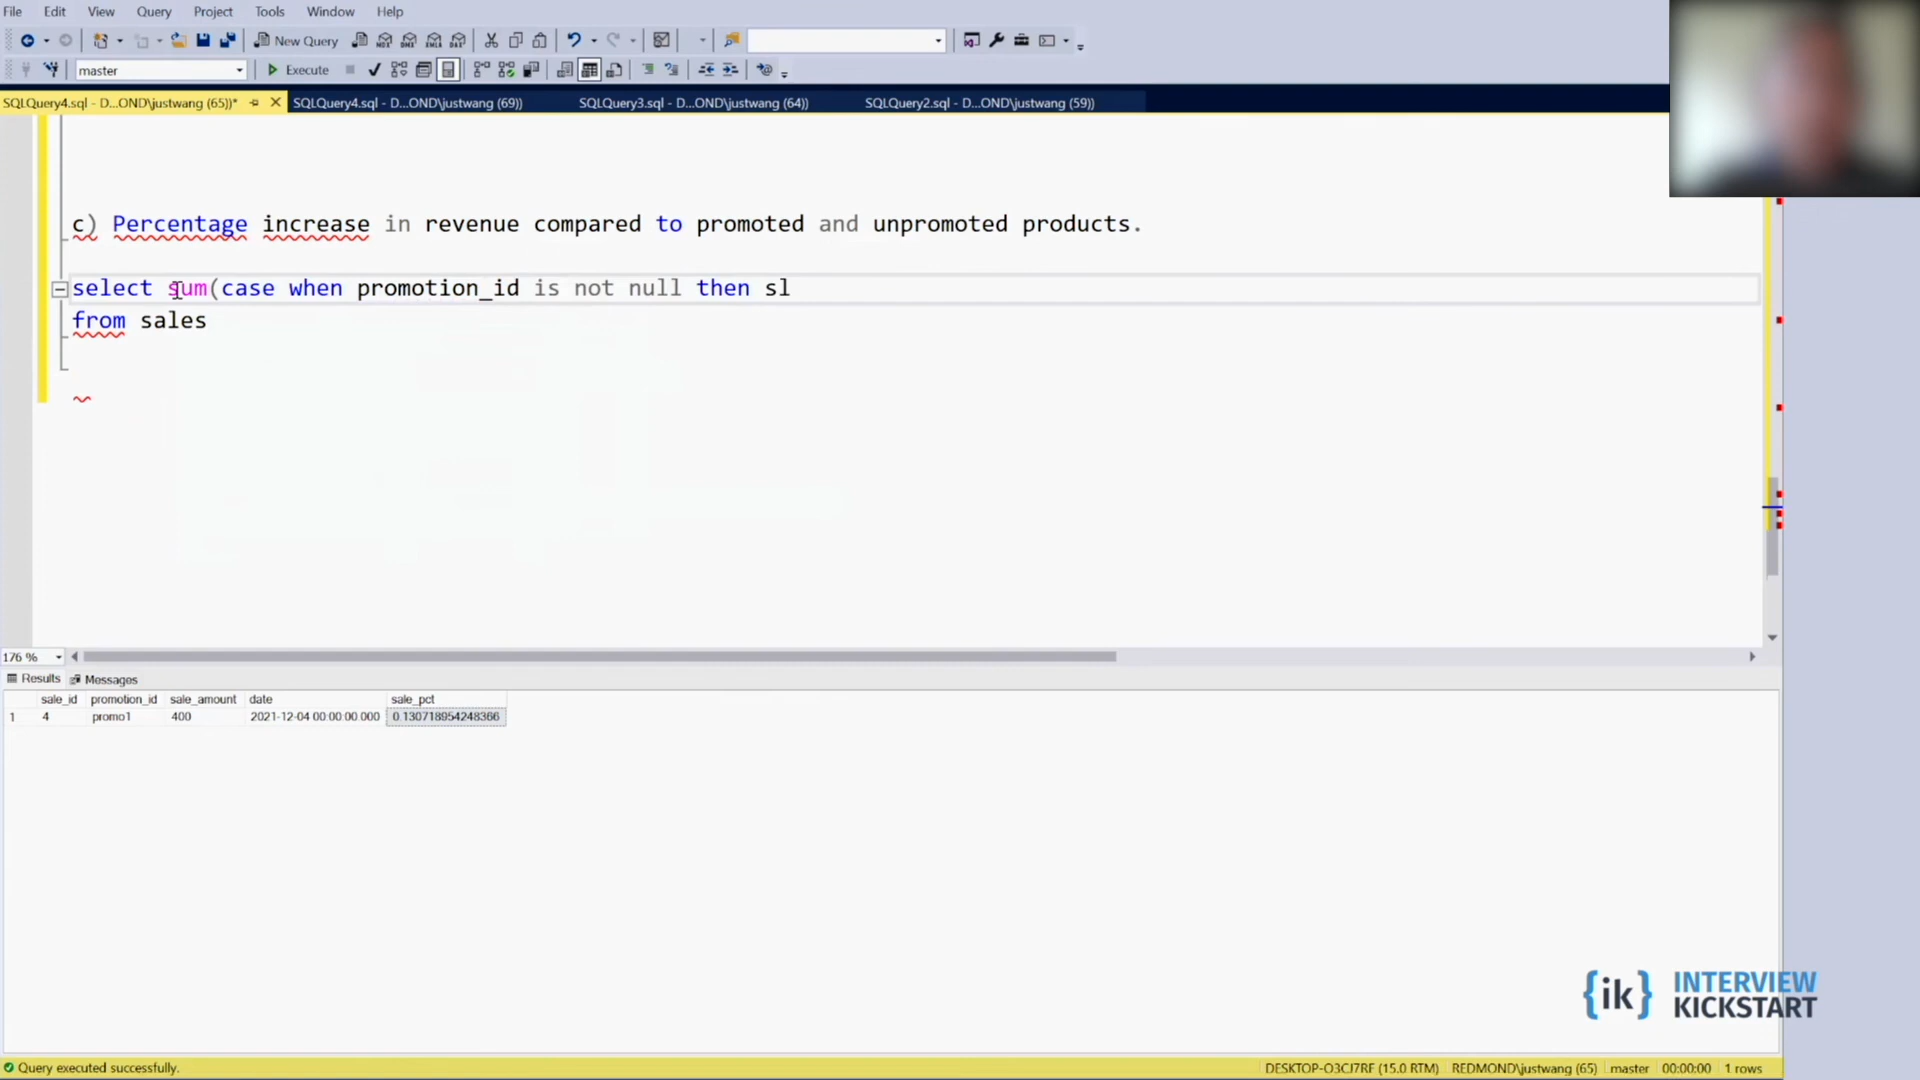 File Edit View Query Project Tools Window Help
New Query
master Execute
SQLQuery4.sql - D...OND\justwang (65))* SQLQuery4.sql - D...OND\justwang (69)) SQLQuery3.sql - D...OND\justwang (64)) SQLQuery2.sql - D...OND\justwang (59))
c) Percentage increase in revenue compared to promoted and unpromoted products.
select sum(case when promotion_id is not null then sl
from sales
176 %
Results Messages
sale_id promotion_id sale_amount date sale_pct
1 4 promo1 400 2021-12-04 00:00:00.000 0.130718954248366
{ik} INTERVIEW
KICKSTART
Query executed successfully. DESKTOP-O3CJ7RF (15.0 RTM) REDMOND\justwang (65) master 00:00:00 1 rows